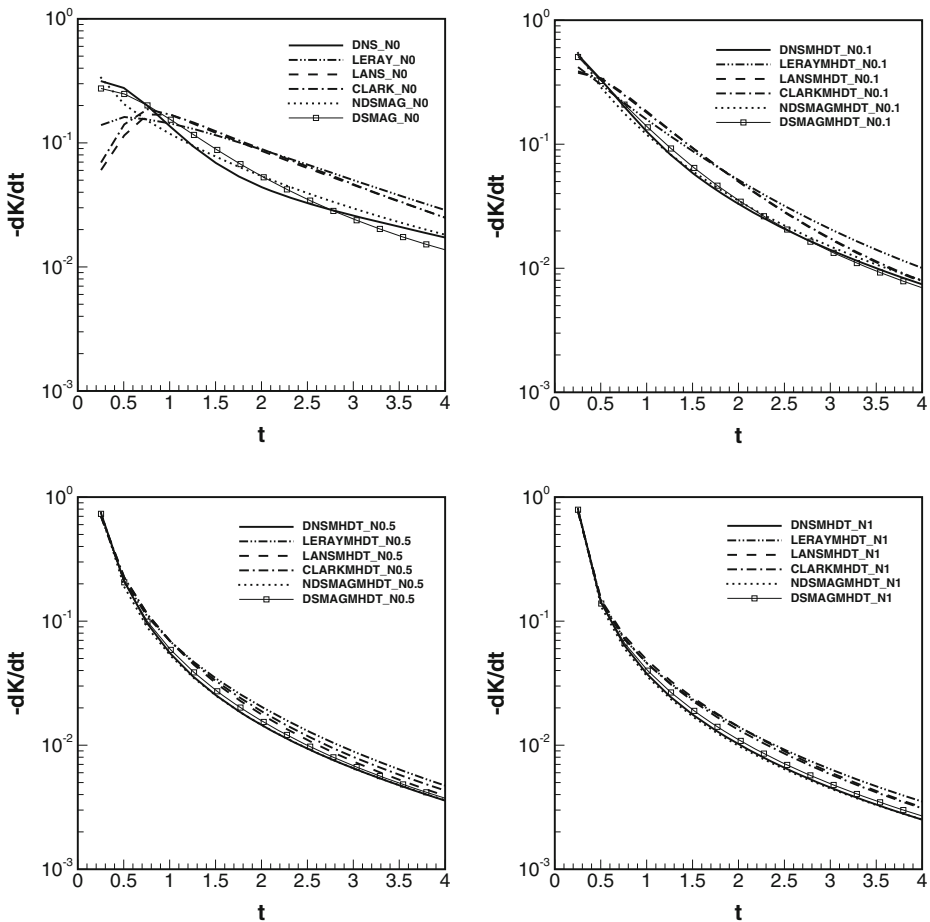 10^0
10^-1
10^-2
10^-3
-dK/dt
DNS_N0
LERAY_N0
LANS_N0
CLARK_N0
NDSMAG_N0
DSMAG_N0
0 0.5 1 1.5 2 2.5 3 3.5 4
t
10^0
10^-1
10^-2
10^-3
-dK/dt
DNSMHDT_N0.1
LERAYMHDT_N0.1
LANSMHDT_N0.1
CLARKMHDT_N0.1
NDSMAGMHDT_N0.1
DSMAGMHDT_N0.1
0 0.5 1 1.5 2 2.5 3 3.5 4
t
10^0
10^-1
10^-2
10^-3
-dK/dt
DNSMHDT_N0.5
LERAYMHDT_N0.5
LANSMHDT_N0.5
CLARKMHDT_N0.5
NDSMAGMHDT_N0.5
DSMAGMHDT_N0.5
0 0.5 1 1.5 2 2.5 3 3.5 4
t
10^0
10^-1
10^-2
10^-3
-dK/dt
DNSMHDT_N1
LERAYMHDT_N1
LANSMHDT_N1
CLARKMHDT_N1
NDSMAGMHDT_N1
DSMAGMHDT_N1
0 0.5 1 1.5 2 2.5 3 3.5 4
t